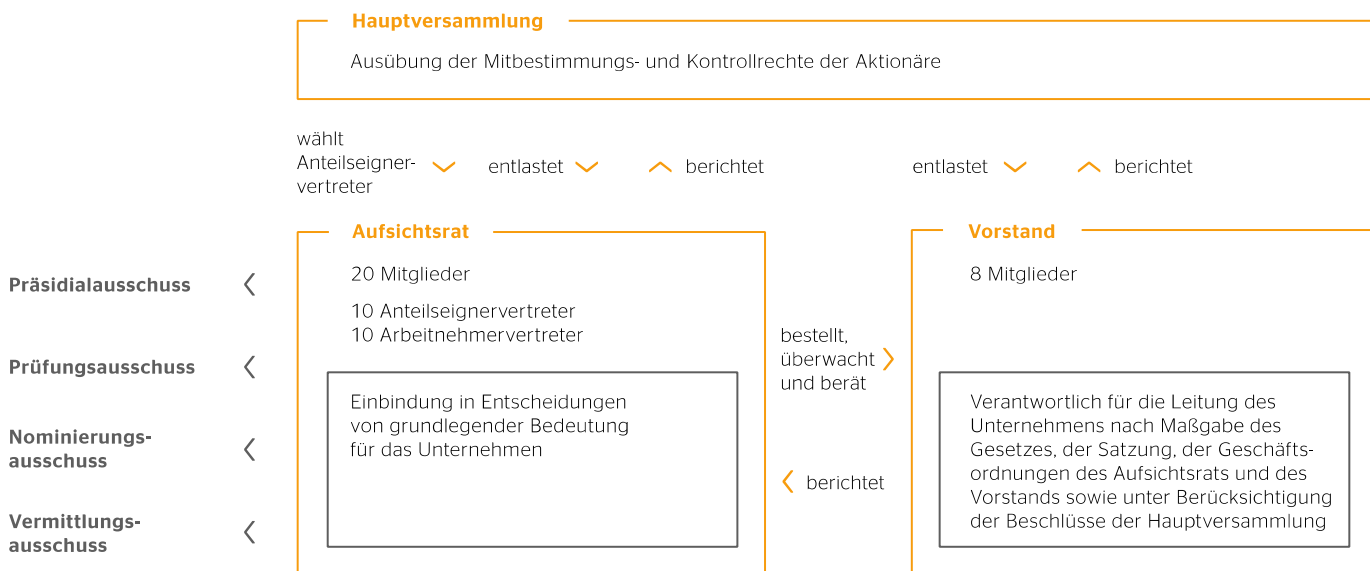 Hauptversammlung
Ausübung der Mitbestimmungs- und Kontrollrechte der Aktionäre
wählt
Anteilseigner-
vertreter
entlastet
berichtet
entlastet
berichtet
Präsidialausschuss
Prüfungsausschuss
Nominierungs-
ausschuss
Vermittlungs-
ausschuss
Aufsichtsrat
20 Mitglieder
10 Anteilseignervertreter
10 Arbeitnehmervertreter
Einbindung in Entscheidungen
von grundlegender Bedeutung
für das Unternehmen
bestellt,
überwacht
und berät
berichtet
Vorstand
8 Mitglieder
Verantwortlich für die Leitung des
Unternehmens nach Maßgabe des
Gesetzes, der Satzung, der Geschäfts-
ordnungen des Aufsichtsrats und des
Vorstands sowie unter Berücksichtigung
der Beschlüsse der Hauptversammlung